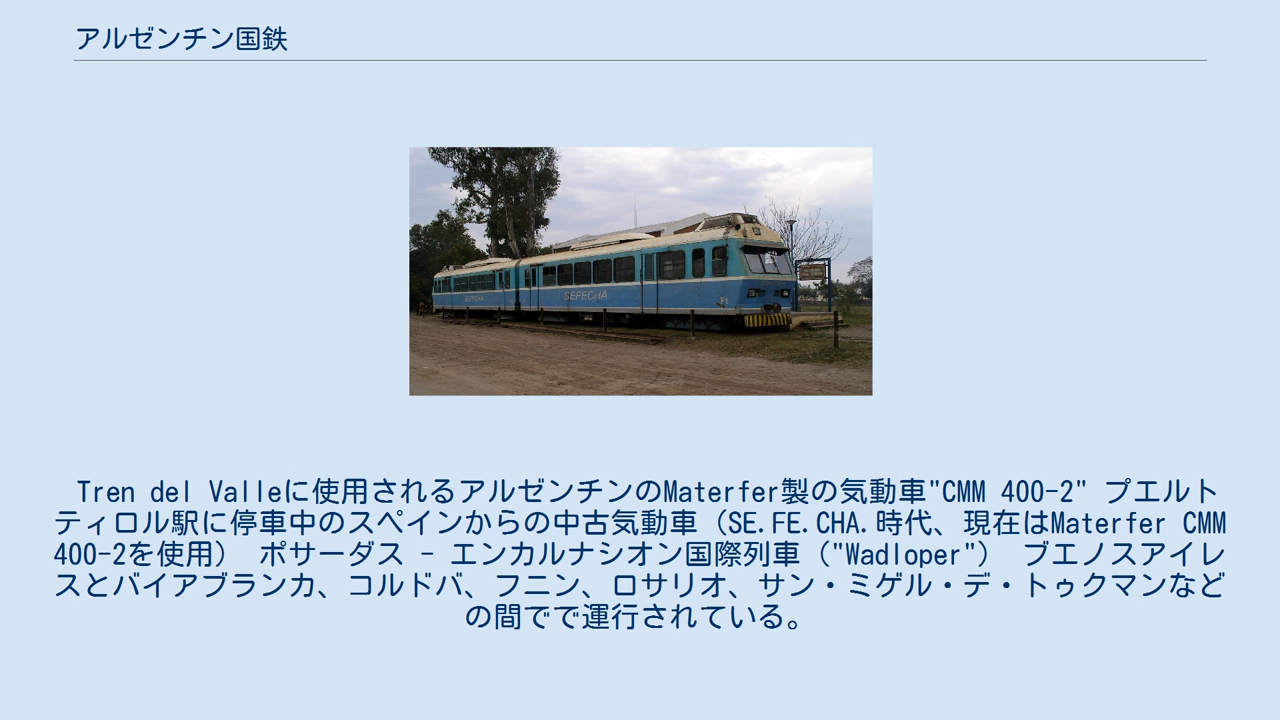 アルゼンチン国鉄
SEFECHA
SEFECHA
Tren del Valleに使用されるアルゼンチンのMaterfer製の気動車"CMM 400-2" プエルト
ティロル駅に停車中のスペインからの中古気動車（SE.FE.CHA.時代、現在はMaterfer CMM
400-2を使用） ポサーダス - エンカルナシオン国際列車（"Wadloper"） ブエノスアイレ
スとバイアブランカ、コルドバ、フニン、ロサリオ、サン・ミゲル・デ・トゥクマンなど
の間でで運行されている。